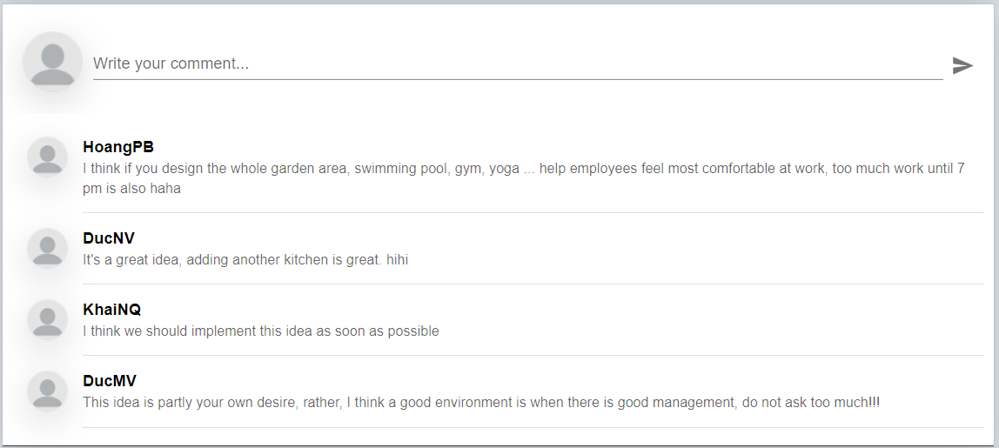 Write your comment...
HoangPB
I think if you design the whole garden area, swimming pool, gym, yoga ... help employees feel most comfortable at work, too much work until 7
pm is also haha
DucNV
It's a great idea, adding another kitchen is great. hihi
KhaiNQ
I think we should implement this idea as soon as possible
DucMV
This idea is partly your own desire, rather, I think a good environment is when there is good management, do not ask too much!!!